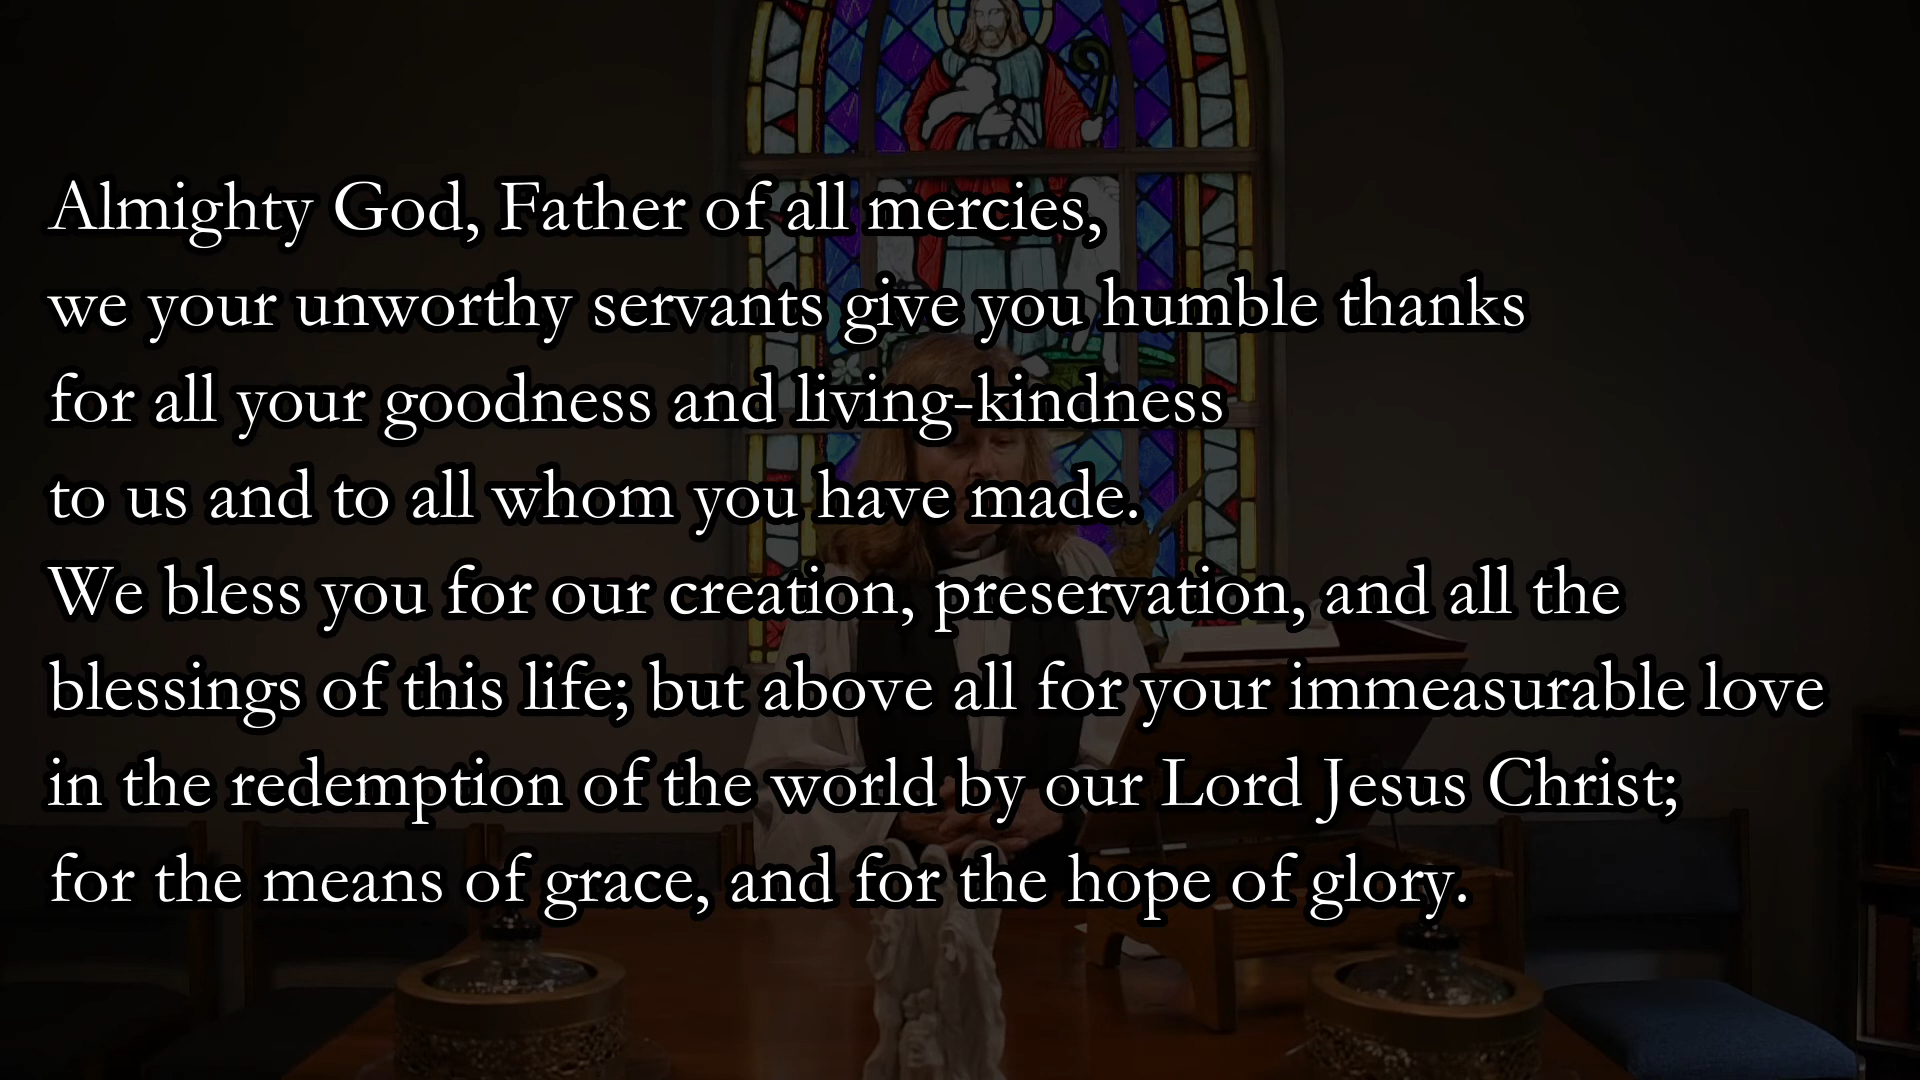 Almighty God, Father of all mercies,
we your unworthy servants give you humble thanks
for all your goodness and living-kindness
to us and to all whom you have made.
We bless you for our creation, preservation, and all the
blessings of this life; but above all for your immeasurable love
in the redemption of the world by our Lord Jesus Christ;
for the means of grace, and for the hope of glory.